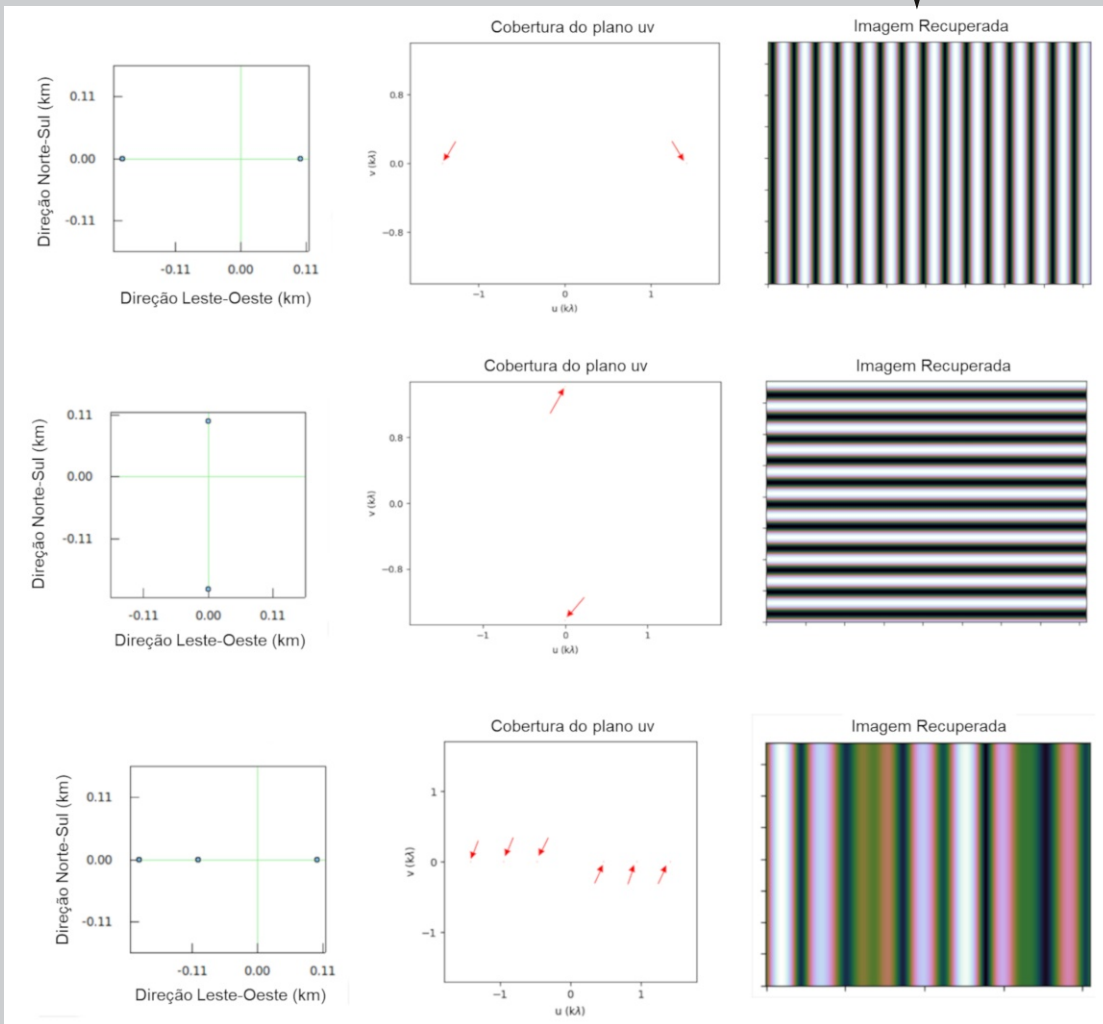 Cobertura do plano uv
Imagem Recuperada
Direção Norte-Sul (km)
0.11
0.00
-0.11
-0.11 0.00 0.11
Direção Leste-Oeste (km)
v (kλ)
0.8
0.0
−0.8
−1 0 1
u (kλ)
Cobertura do plano uv
Imagem Recuperada
Direção Norte-Sul (km)
0.11
0.00
-0.11
-0.11 0.00 0.11
Direção Leste-Oeste (km)
v (kλ)
0.8
0.0
−0.8
−1 0 1
u (kλ)
Cobertura do plano uv
Imagem Recuperada
Direção Norte-Sul (km)
0.11
0.00
-0.11
-0.11 0.00 0.11
Direção Leste-Oeste (km)
v (kλ)
1
0
−1
−1 0 1
u (kλ)